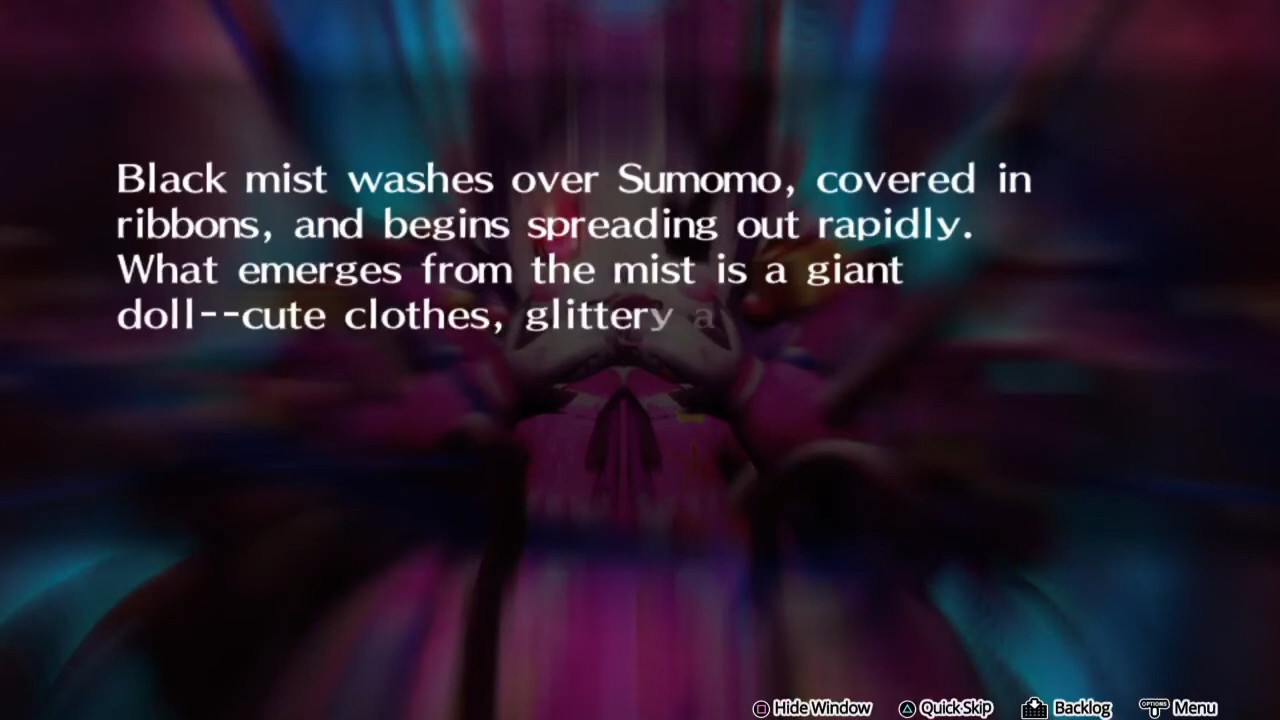 Black mist washes over Sumomo, covered in
ribbons, and begins spreading out rapidly.
What emerges from the mist is a giant
doll--cute clothes, glittery a
Hide Window Quick Skip Backlog OPTIONS Menu